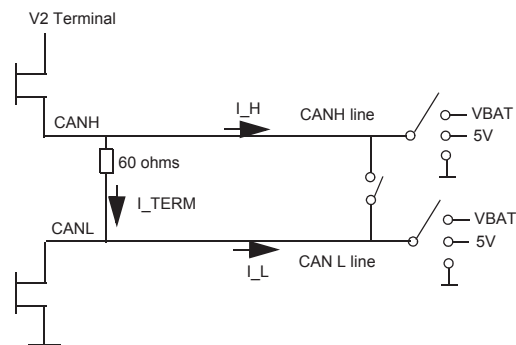 V2 Terminal
I_H
CANH line
VBAT
CANH
5V
60 ohms
I_TERM
CANL
VBAT
5V
I_L
CAN L line